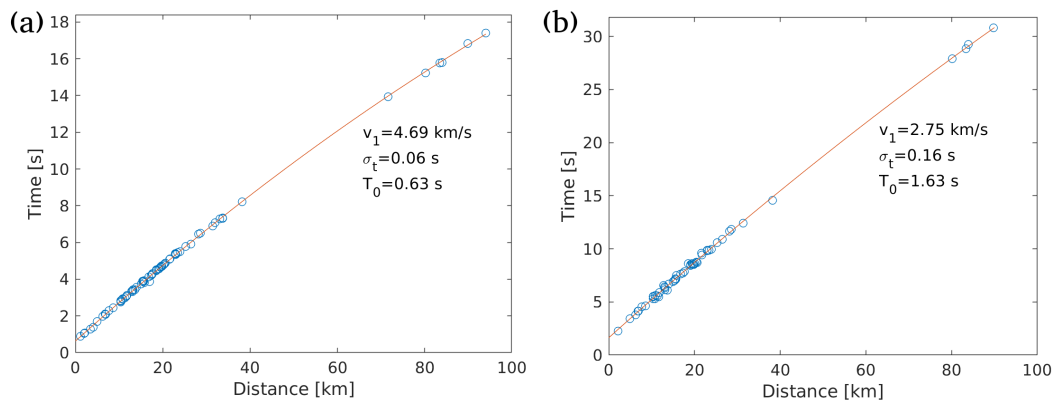 (a)
18
16
14
12
10
8
6
4
2
0
Time [s]
v₁=4.69 km/s
σₜ=0.06 s
T₀=0.63 s
0 20 40 60 80 100
Distance [km]
(b)
30
25
20
15
10
5
0
Time [s]
v₁=2.75 km/s
σₜ=0.16 s
T₀=1.63 s
0 20 40 60 80 100
Distance [km]